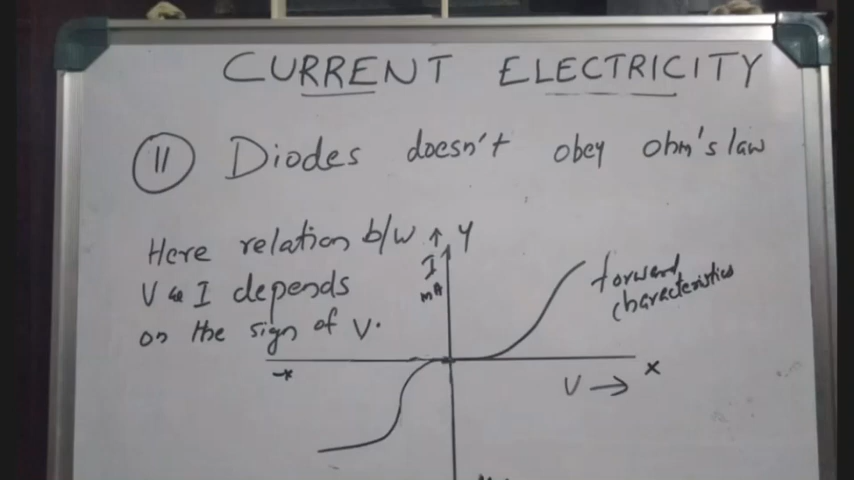 CURRENT ELECTRICITY
11 Diodes doesn't obey Ohm's law
Here relation b/w
V & I depends
on the sign of V.
Y
I
mA
forward
characteristics
-x
V →
x